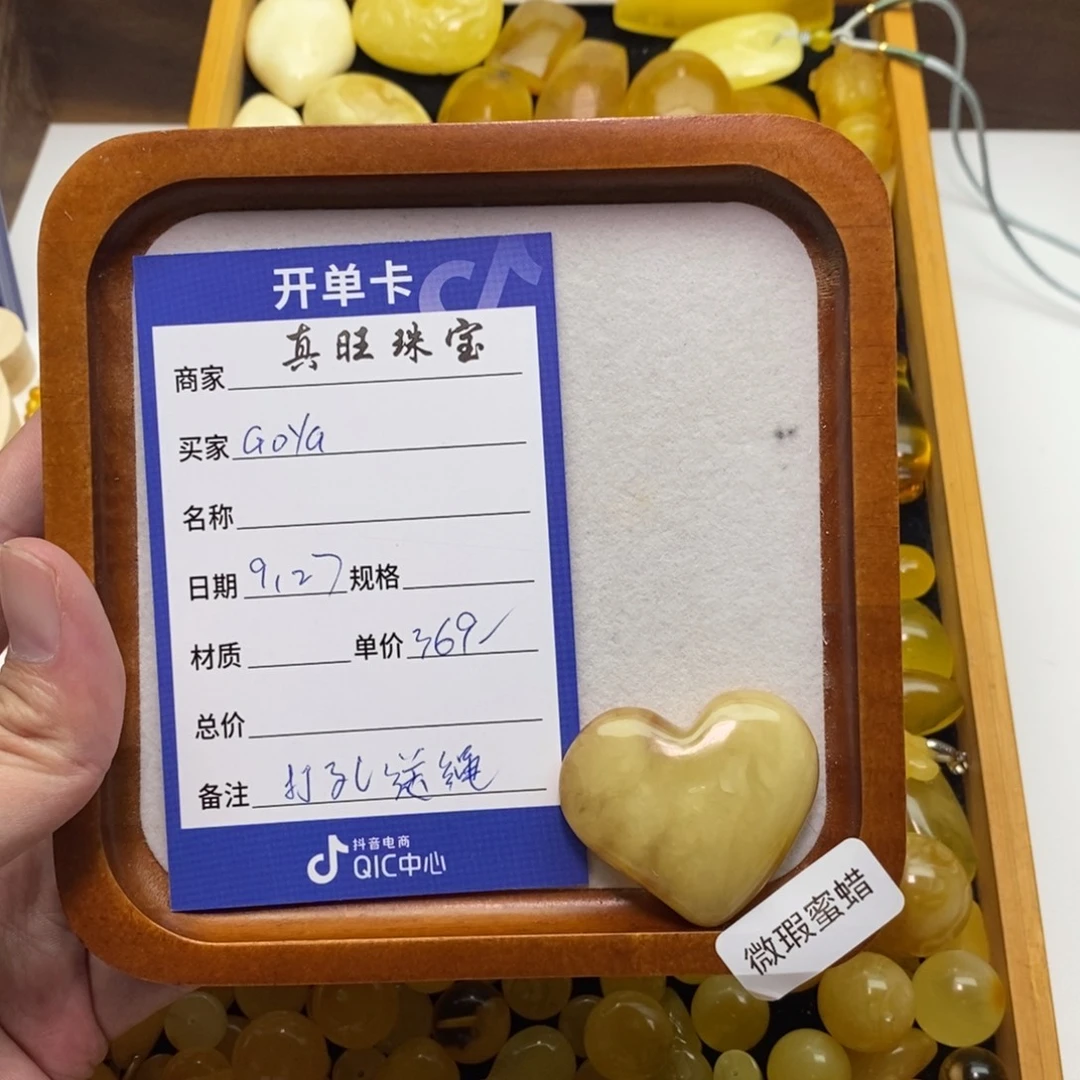 开单卡
商家 真旺珠宝
买家 GOYA
名称
日期 9,27 规格
材质 单价 369
总价
备注 打孔送绳
抖音电商
QIC中心
微瑕蜜蜡